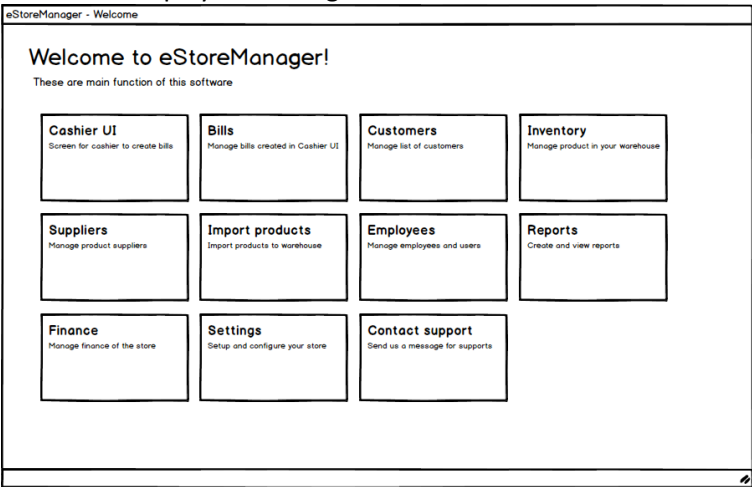 eStoreManager - Welcome
Welcome to eStoreManager!
These are main function of this software
Cashier UI
Screen for cashier to create bills
Bills
Manage bills created in Cashier UI
Customers
Manage list of customers
Inventory
Manage product in your warehouse
Suppliers
Manage product suppliers
Import products
Import products to warehouse
Employees
Manage employees and users
Reports
Create and view reports
Finance
Manage finance of the store
Settings
Setup and configure your store
Contact support
Send us a message for supports